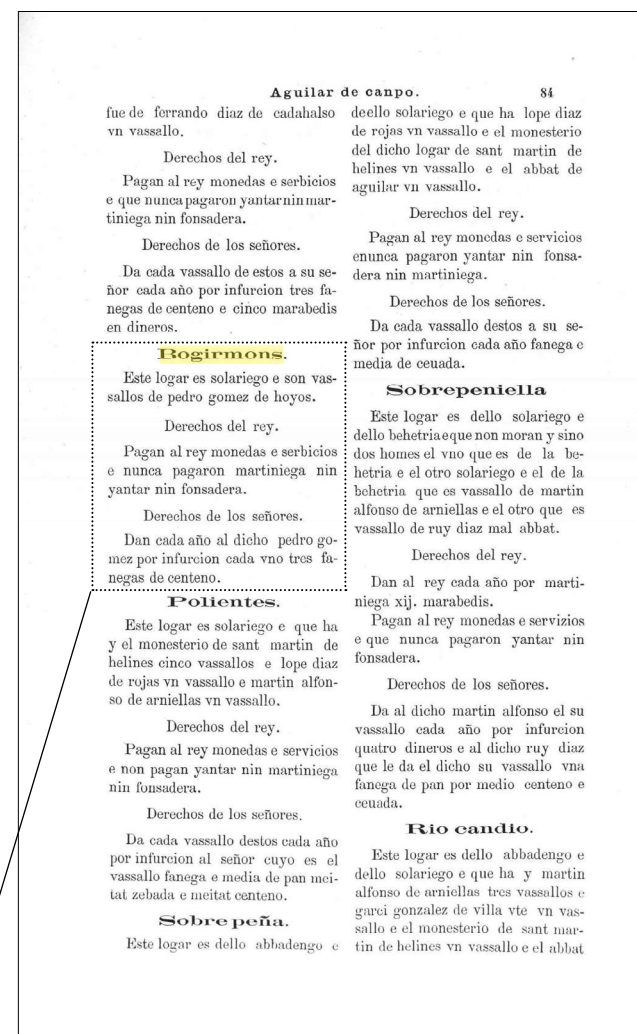 Aguilar de canpo. 84
fue de ferrando diaz de cadahalso
vn vassallo.
Derechos del rey.
Pagan al rey monedas e serbicios
e que nunca pagaron yantar nin mar-
tiniega nin fonsadera.
Derechos de los señores.
Da cada vassallo de estos a su se-
ñor cada año por infurcion tres fa-
negas de centeno e cinco marabedis
en dineros.
Rogirmons.
Este logar es solariego e son vas-
sallos de pedro gomez de hoyos.
Derechos del rey.
Pagan al rey monedas e serbicios
e nunca pagaron martiniega nin
yantar nin fonsadera.
Derechos de los señores.
Dan cada año al dicho pedro go-
mez por infurcion cada vno tres fa-
negas de centeno.
Polientes.
Este logar es solariego e que ha
y el monesterio de sant martin de
helines cinco vassallos e lope diaz
de rojas vn vassallo e martin alfon-
so de arniellas vn vassallo.
Derechos del rey.
Pagan al rey monedas e servicios
e non pagan yantar nin martiniega
nin fonsadera.
Derechos de los señores.
Da cada vassallo destos cada año
por infurcion al señor cuyo es el
vassallo fanega e media de pan mei-
tat zebada e meitat centeno.
Sobre peña.
Este logar es dello abbadengo e
deello solariego e que ha lope diaz
de rojas vn vassallo e el monesterio
del dicho logar de sant martin de
helines vn vassallo e el abbat de
aguilar vn vassallo.
Derechos del rey.
Pagan al rey monedas e servicios
enunca pagaron yantar nin fonsa-
dera nin martiniega.
Derechos de los señores.
Da cada vassallo destos a su se-
ñor por infurcion cada año fanega e
media de ceuada.
Sobrepeniella
Este logar es dello solariego e
dello behetria e que non moran y sino
dos homes el vno que es de la be-
hetria e el otro solariego e el de la
behetria que es vassallo de martin
alfonso de arniellas e el otro que es
vassallo de ruy diaz mal abbat.
Derechos del rey.
Dan al rey cada año por marti-
niega xij. marabedis.
Pagan al rey monedas e servizios
e que nunca pagaron yantar nin
fonsadera.
Derechos de los señores.
Da al dicho martin alfonso el su
vassallo cada año por infurcion
quatro dineros e al dicho ruy diaz
que le da el dicho su vassallo vna
fanega de pan por medio centeno e
ceuada.
Rio candio.
Este logar es dello abbadengo e
dello solariego e que ha y martin
alfonso de arniellas tres vassallos e
garci gonzalez de villa vte vn vas-
sallo e el monesterio de sant mar-
tin de helines vn vassallo e el abbat